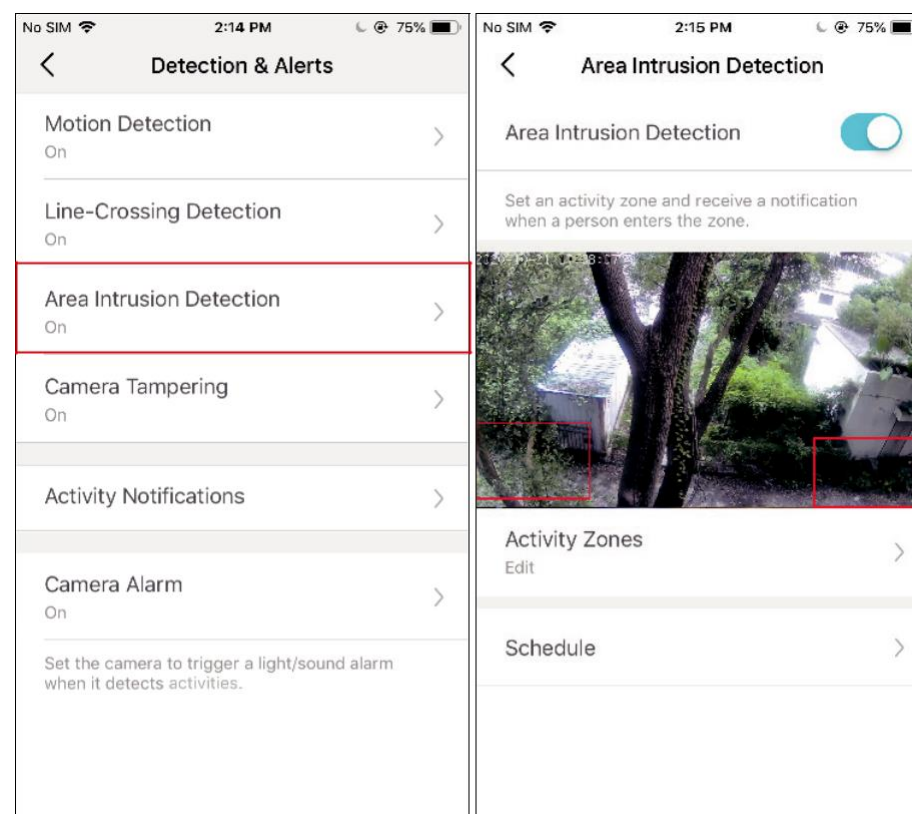 No SIM 2:14 PM 75%
Detection & Alerts
Motion Detection
On
Line-Crossing Detection
On
Area Intrusion Detection
On
Camera Tampering
On
Activity Notifications
Camera Alarm
On
Set the camera to trigger a light/sound alarm
when it detects activities.
No SIM 2:15 PM 75%
Area Intrusion Detection
Area Intrusion Detection
Set an activity zone and receive a notification
when a person enters the zone.
Activity Zones
Edit
Schedule